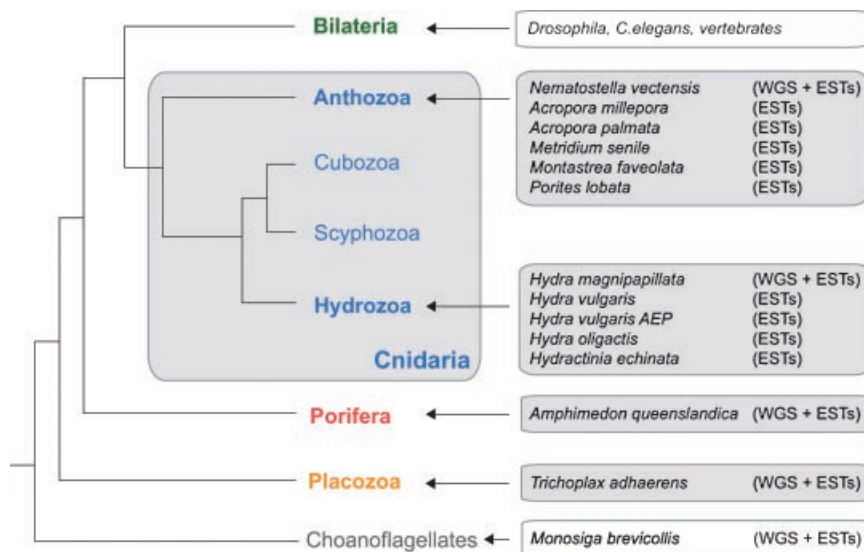 Bilateria
Drosophila, C.elegans, vertebrates
Anthozoa
Nematostella vectensis (WGS + ESTs)
Acropora millepora (ESTs)
Acropora palmata (ESTs)
Metridium senile (ESTs)
Montastrea faveolata (ESTs)
Porites lobata (ESTs)
Cubozoa
Scyphozoa
Hydrozoa
Hydra magnipapillata (WGS + ESTs)
Hydra vulgaris (ESTs)
Hydra vulgaris AEP (ESTs)
Hydra oligactis (ESTs)
Hydractinia echinata (ESTs)
Cnidaria
Porifera
Amphimedon queenslandica (WGS + ESTs)
Placozoa
Trichoplax adhaerens (WGS + ESTs)
Choanoflagellates
Monosiga brevicollis (WGS + ESTs)